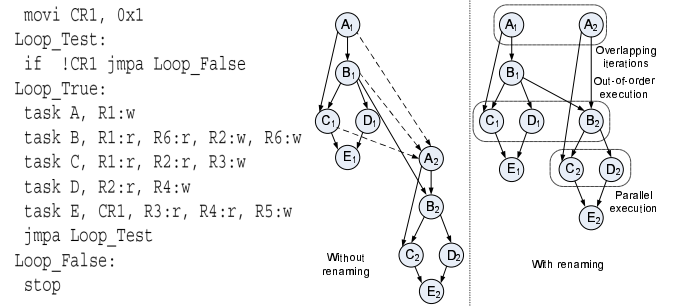 movi CR1, 0x1
Loop_Test:
if !CR1 jmpa Loop_False
Loop_True:
task A, R1:w
task B, R1:r, R6:r, R2:w, R6:w
task C, R1:r, R2:r, R3:w
task D, R2:r, R4:w
task E, CR1, R3:r, R4:r, R5:w
jmpa Loop_Test
Loop_False:
stop
A1
B1
C1
D1
E1
A2
B2
C2
D2
E2
Without
renaming
A1
A2
Overlapping
iterations
Out-of-order
execution
B1
C1
D1
B2
E1
C2
D2
Parallel
execution
E2
With renaming